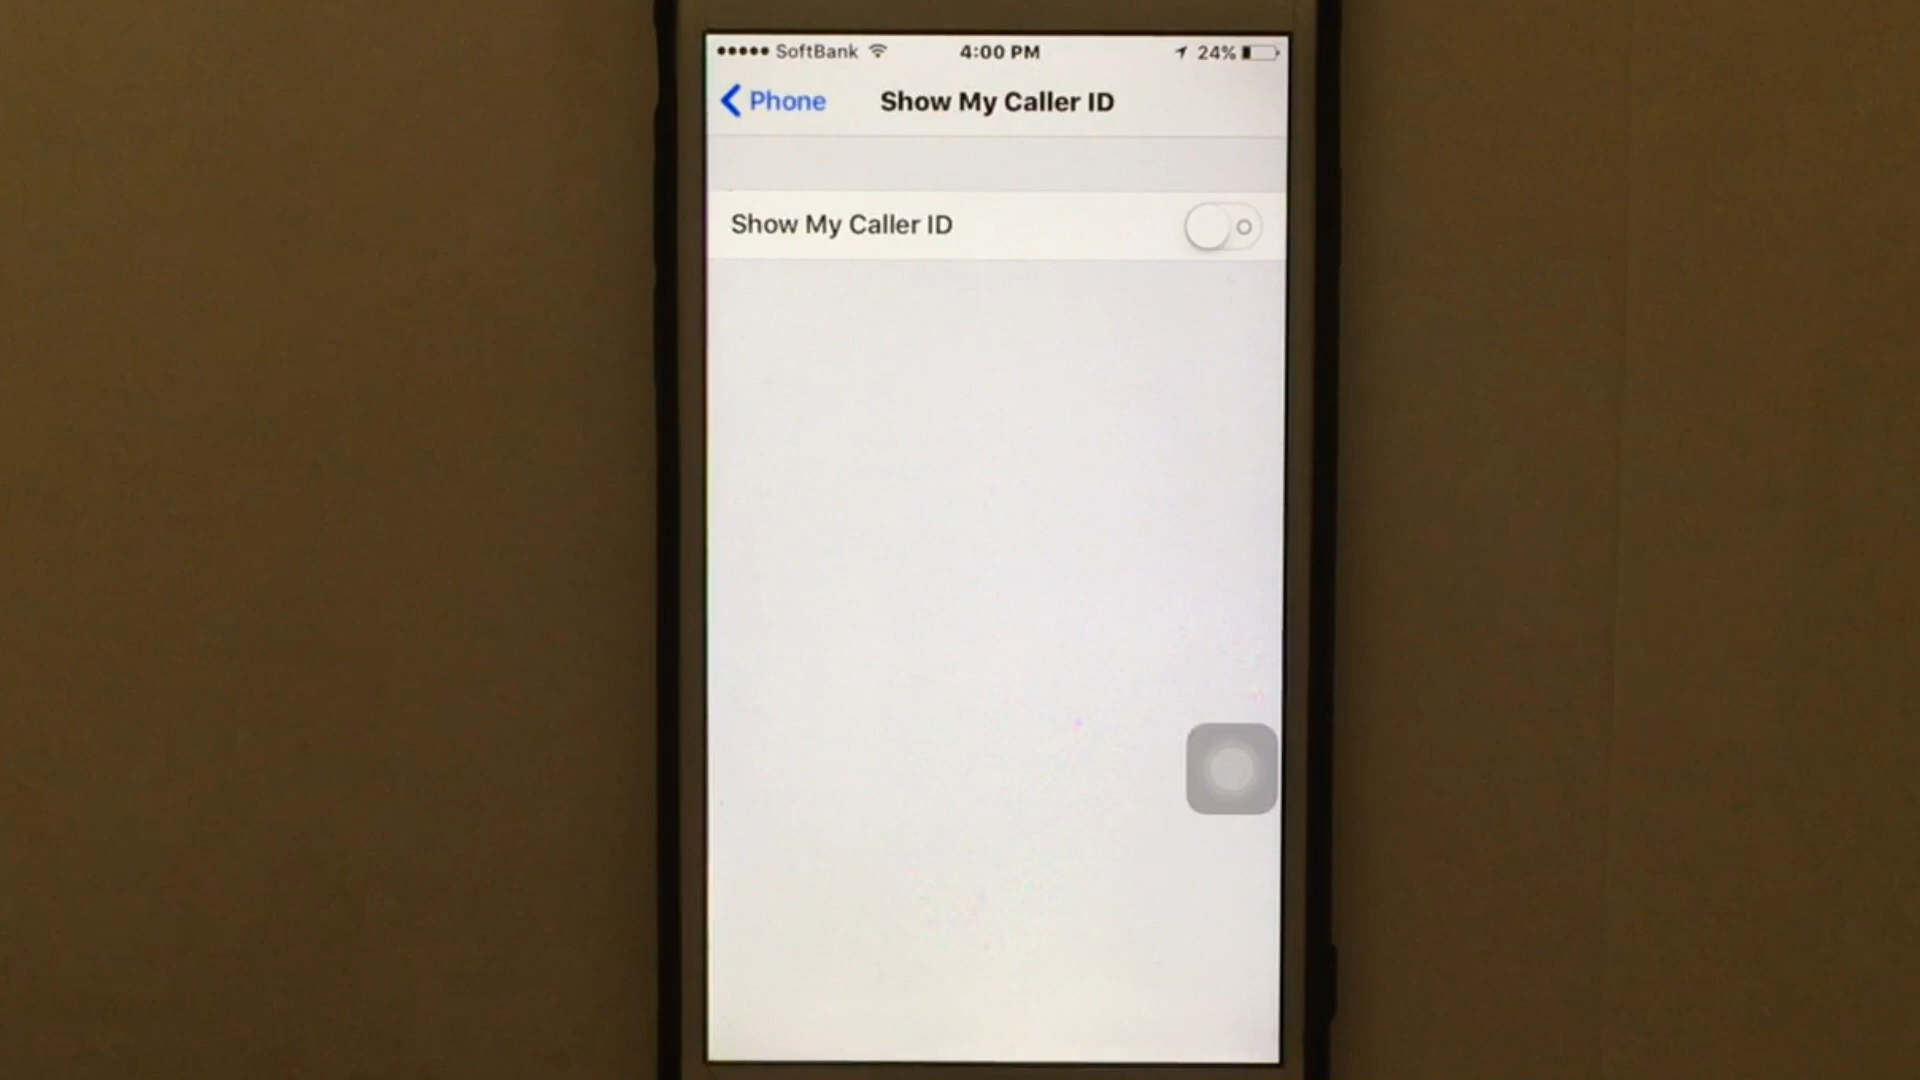 SoftBank 4:00 PM 24%
Phone Show My Caller ID
Show My Caller ID